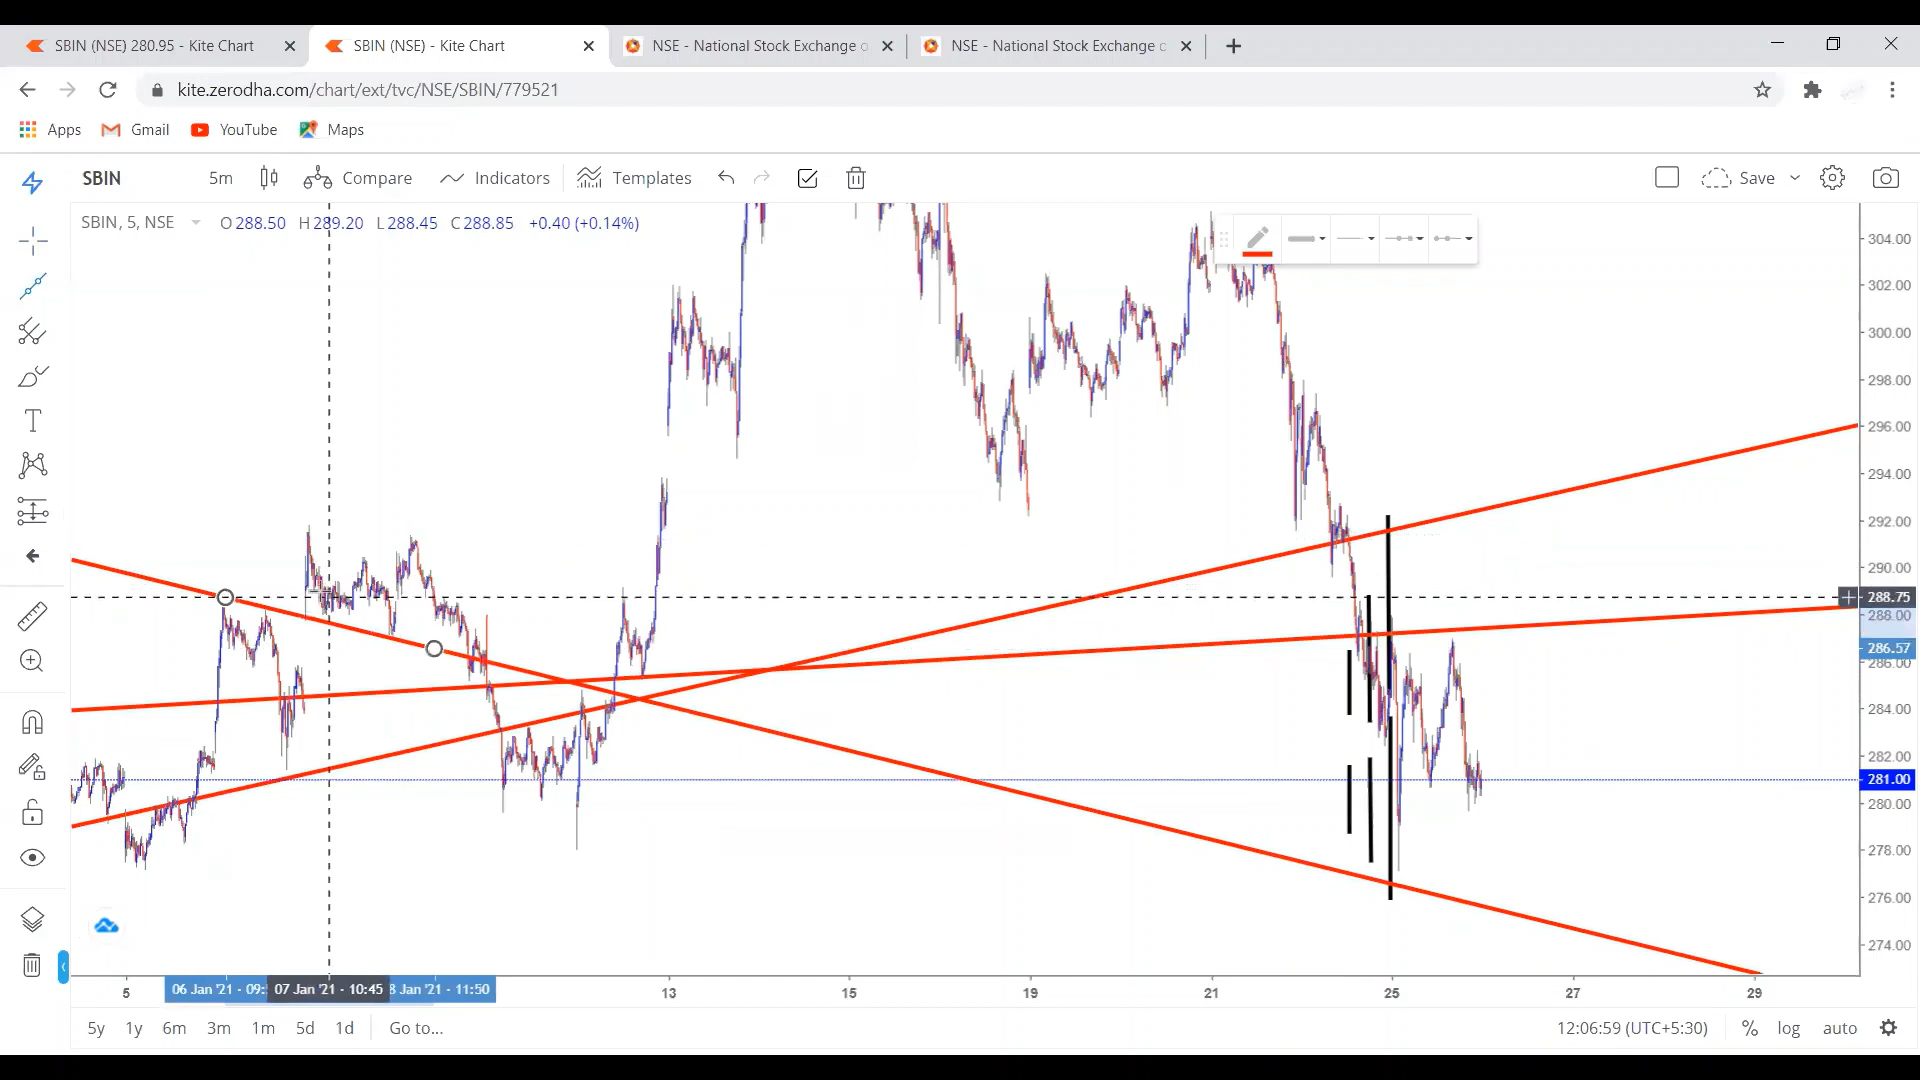 SBIN (NSE) 280.95 - Kite Chart
SBIN (NSE) - Kite Chart
NSE - National Stock Exchange o
NSE - National Stock Exchange o
kite.zerodha.com/chart/ext/tvc/NSE/SBIN/779521
Apps Gmail YouTube Maps
SBIN 5m Compare Indicators Templates Save
SBIN, 5, NSE O 288.50 H 289.20 L 288.45 C 288.85 +0.40 (+0.14%)
304.00
302.00
300.00
298.00
296.00
294.00
292.00
290.00
288.75
288.00
286.57
286.00
284.00
282.00
281.00
280.00
278.00
276.00
274.00
06 Jan '21 - 09: 07 Jan '21 - 10:45 8 Jan '21 - 11:50
5 13 15 19 21 25 27 29
5y 1y 6m 3m 1m 5d 1d Go to... 12:06:59 (UTC+5:30) % log auto